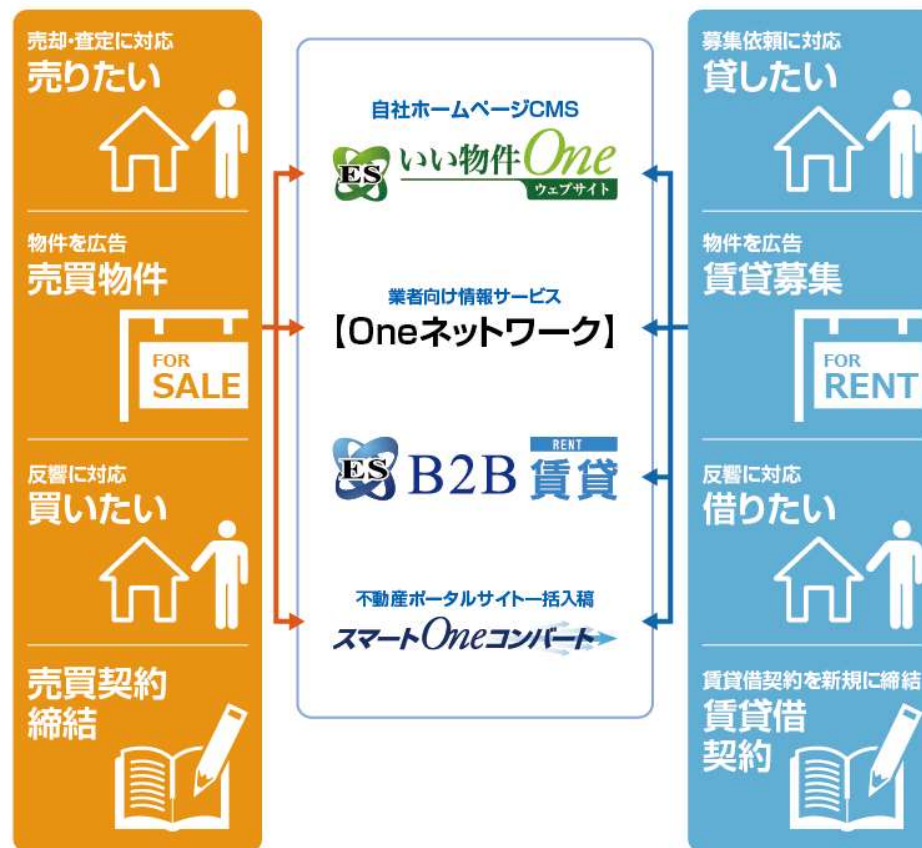 売却・査定に対応
売りたい
物件を広告
売買物件
FOR
SALE
反響に対応
買いたい
売買契約
締結
自社ホームページCMS
ES いい物件One
ウェブサイト
業者向け情報サービス
【Oneネットワーク】
ES B2B RENT 賃貸
不動産ポータルサイト一括入稿
スマートOneコンバート
募集依頼に対応
貸したい
物件を広告
賃貸募集
FOR
RENT
反響に対応
借りたい
賃貸借契約を新規に締結
賃貸借
契約